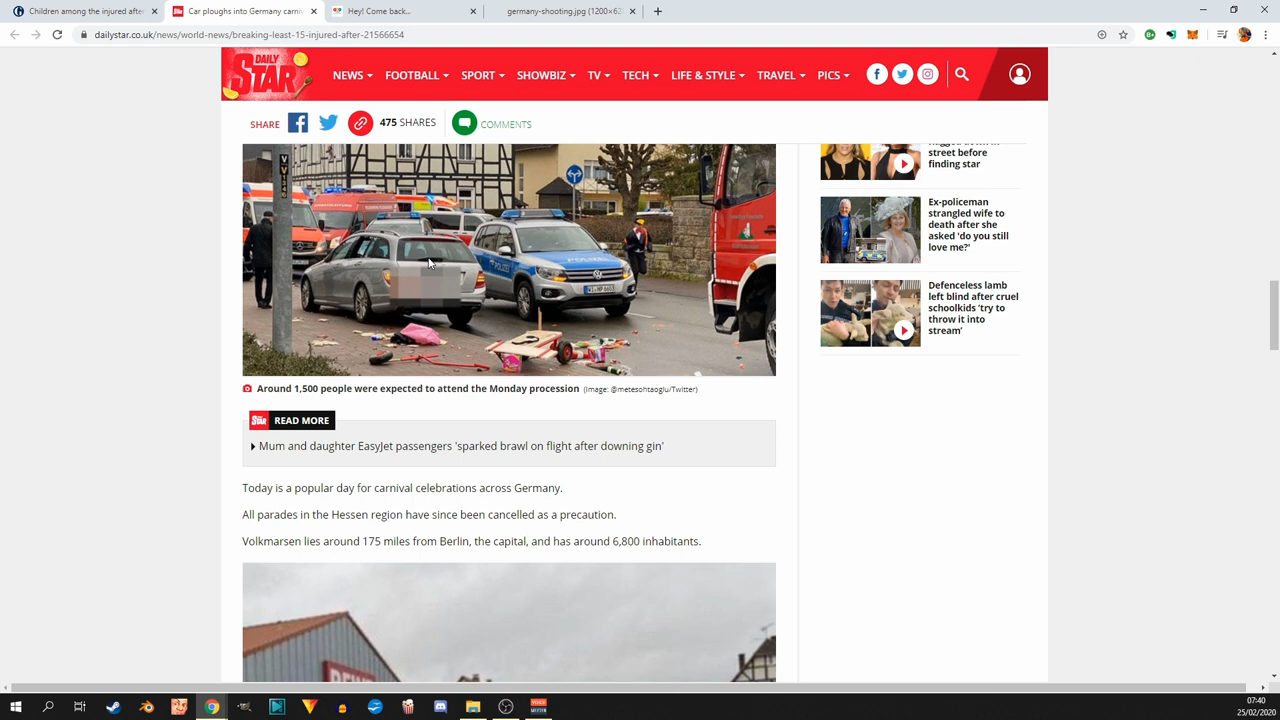 Children among the injured after
Car ploughs into Germany carni
Hey! Come back...
germany-shooting.jpg (1200×62
dailystar.co.uk/news/world-news/breaking-least-15-injured-after-21566654
DAILY
STAR
NEWS
FOOTBALL
SPORT
SHOWBIZ
TV
TECH
LIFE & STYLE
TRAVEL
PICS
SHARE
475 SHARES
COMMENTS
street before
finding star
Ex-policeman
strangled wife to
death after she
asked 'do you still
love me?'
Defenceless lamb
left blind after cruel
schoolkids 'try to
throw it into
stream'
POLIZEI
Around 1,500 people were expected to attend the Monday procession (Image: @metesohtaoglu/Twitter)
STAR
READ MORE
Mum and daughter EasyJet passengers 'sparked brawl on flight after downing gin'
Today is a popular day for carnival celebrations across Germany.
All parades in the Hessen region have since been cancelled as a precaution.
Volkmarsen lies around 175 miles from Berlin, the capital, and has around 6,800 inhabitants.
07:40
25/02/2020